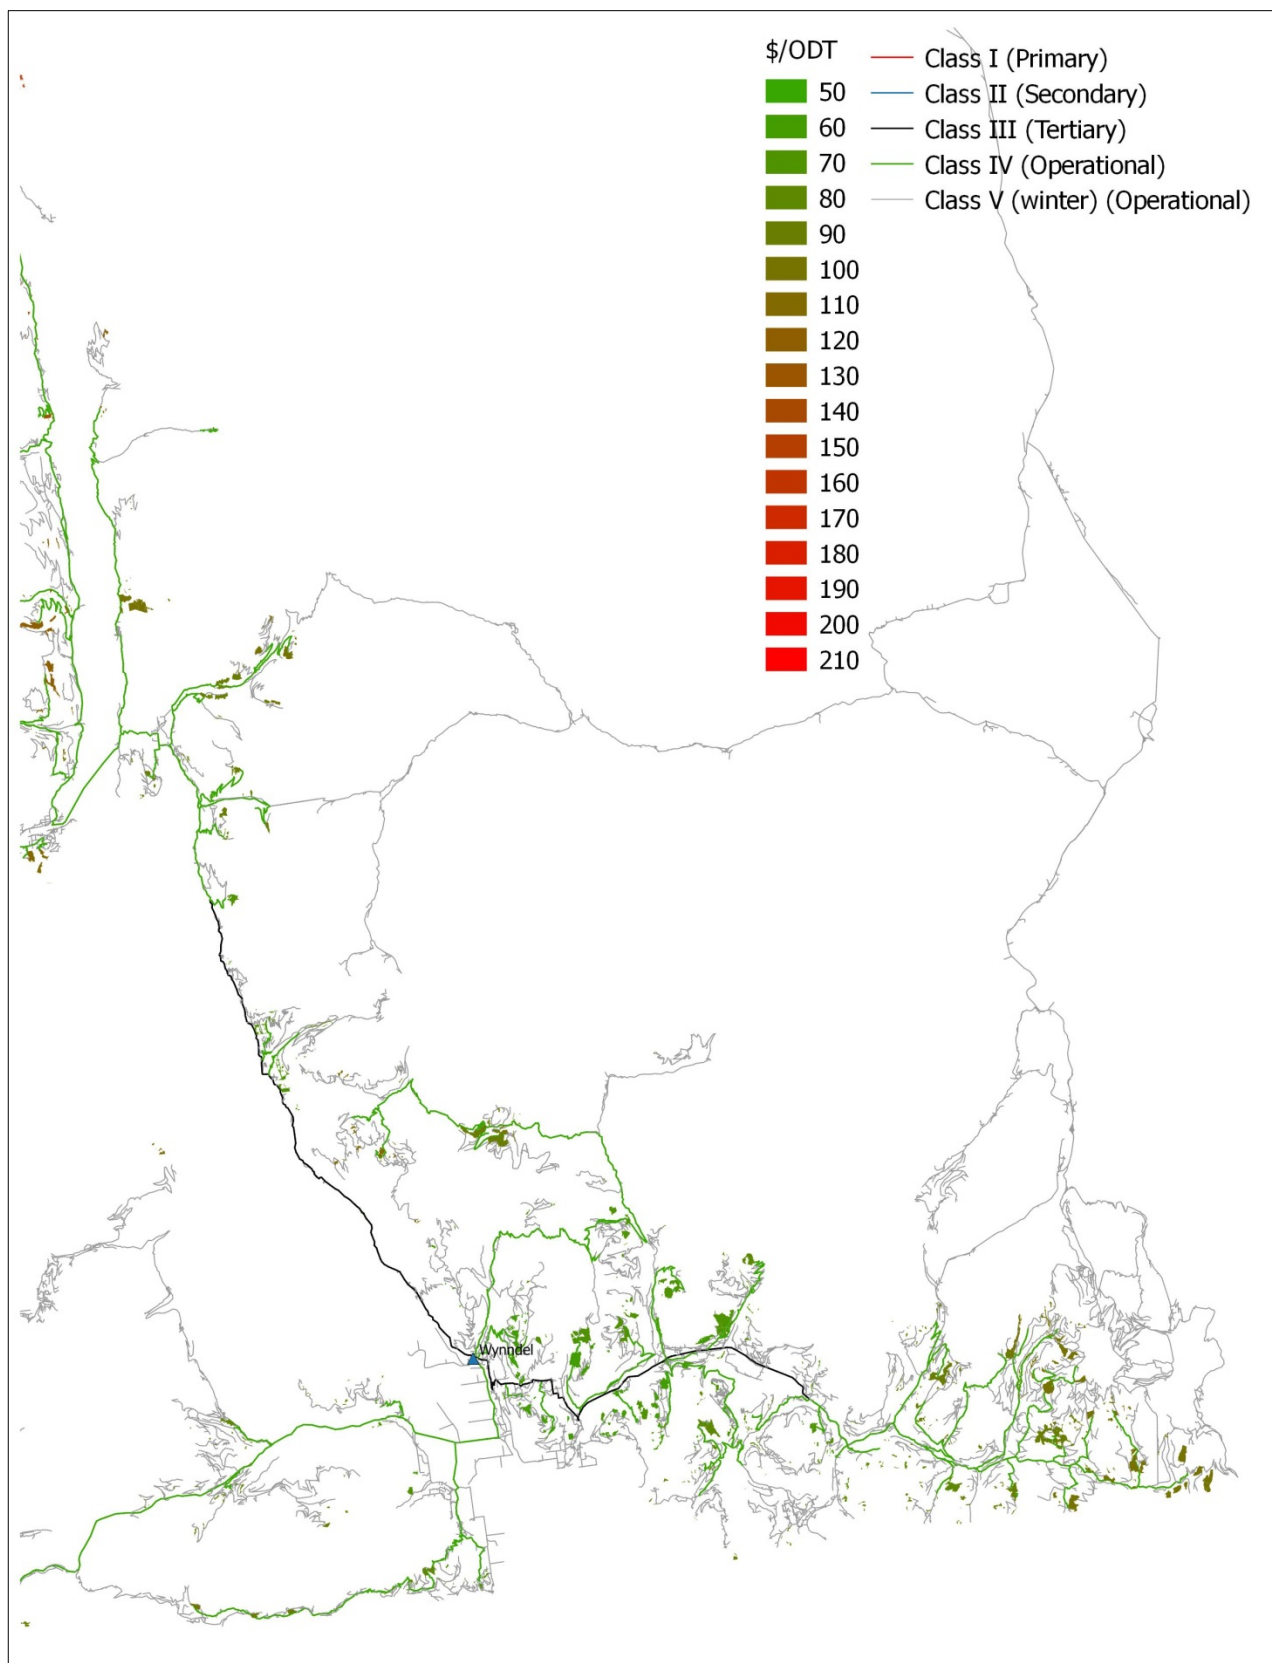 $/ODT
50
60
70
80
90
100
110
120
130
140
150
160
170
180
190
200
210
Class I (Primary)
Class II (Secondary)
Class III (Tertiary)
Class IV (Operational)
Class V (winter) (Operational)
Wynndel